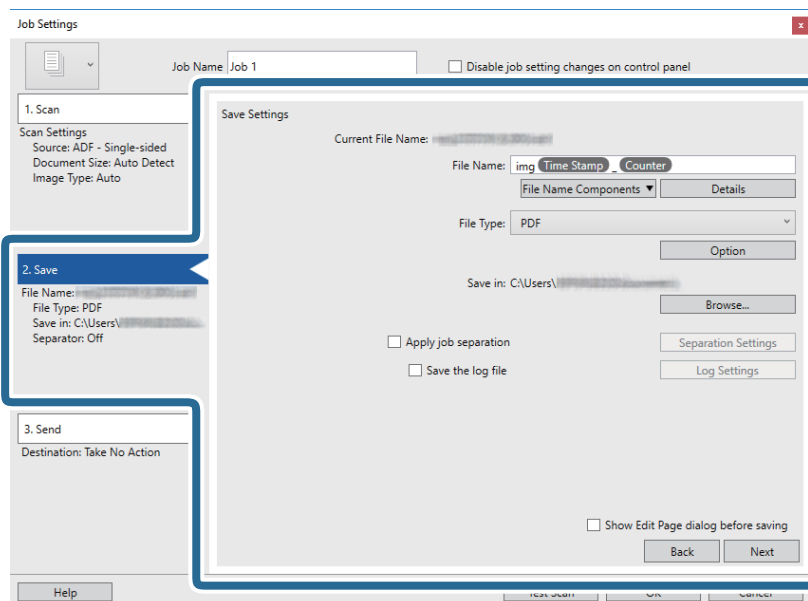 Job Settings
x
Job Name Job 1
Disable job setting changes on control panel
1. Scan
Scan Settings
Source: ADF - Single-sided
Document Size: Auto Detect
Image Type: Auto
2. Save
File Name:
File Type: PDF
Save in: C:\Users\
Separator: Off
3. Send
Destination: Take No Action
Save Settings
Current File Name:
File Name: img Time Stamp _ Counter
File Name Components ▼ Details
File Type: PDF
Option
Save in: C:\Users\
Browse...
Apply job separation
Separation Settings
Save the log file
Log Settings
Show Edit Page dialog before saving
Back Next
Help Test Scan OK Cancel